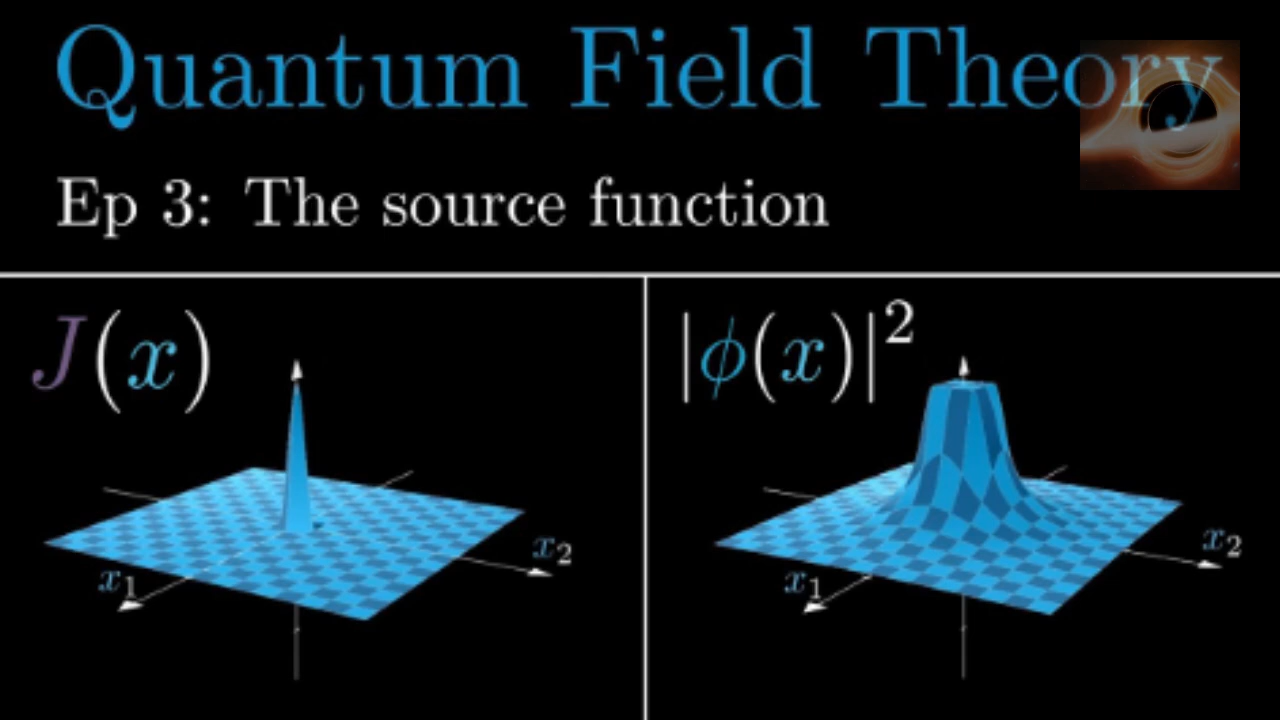 Quantum Field Theory
Ep 3: The source function
J(x)
|ϕ(x)|²
x₁
x₂
x₁
x₂